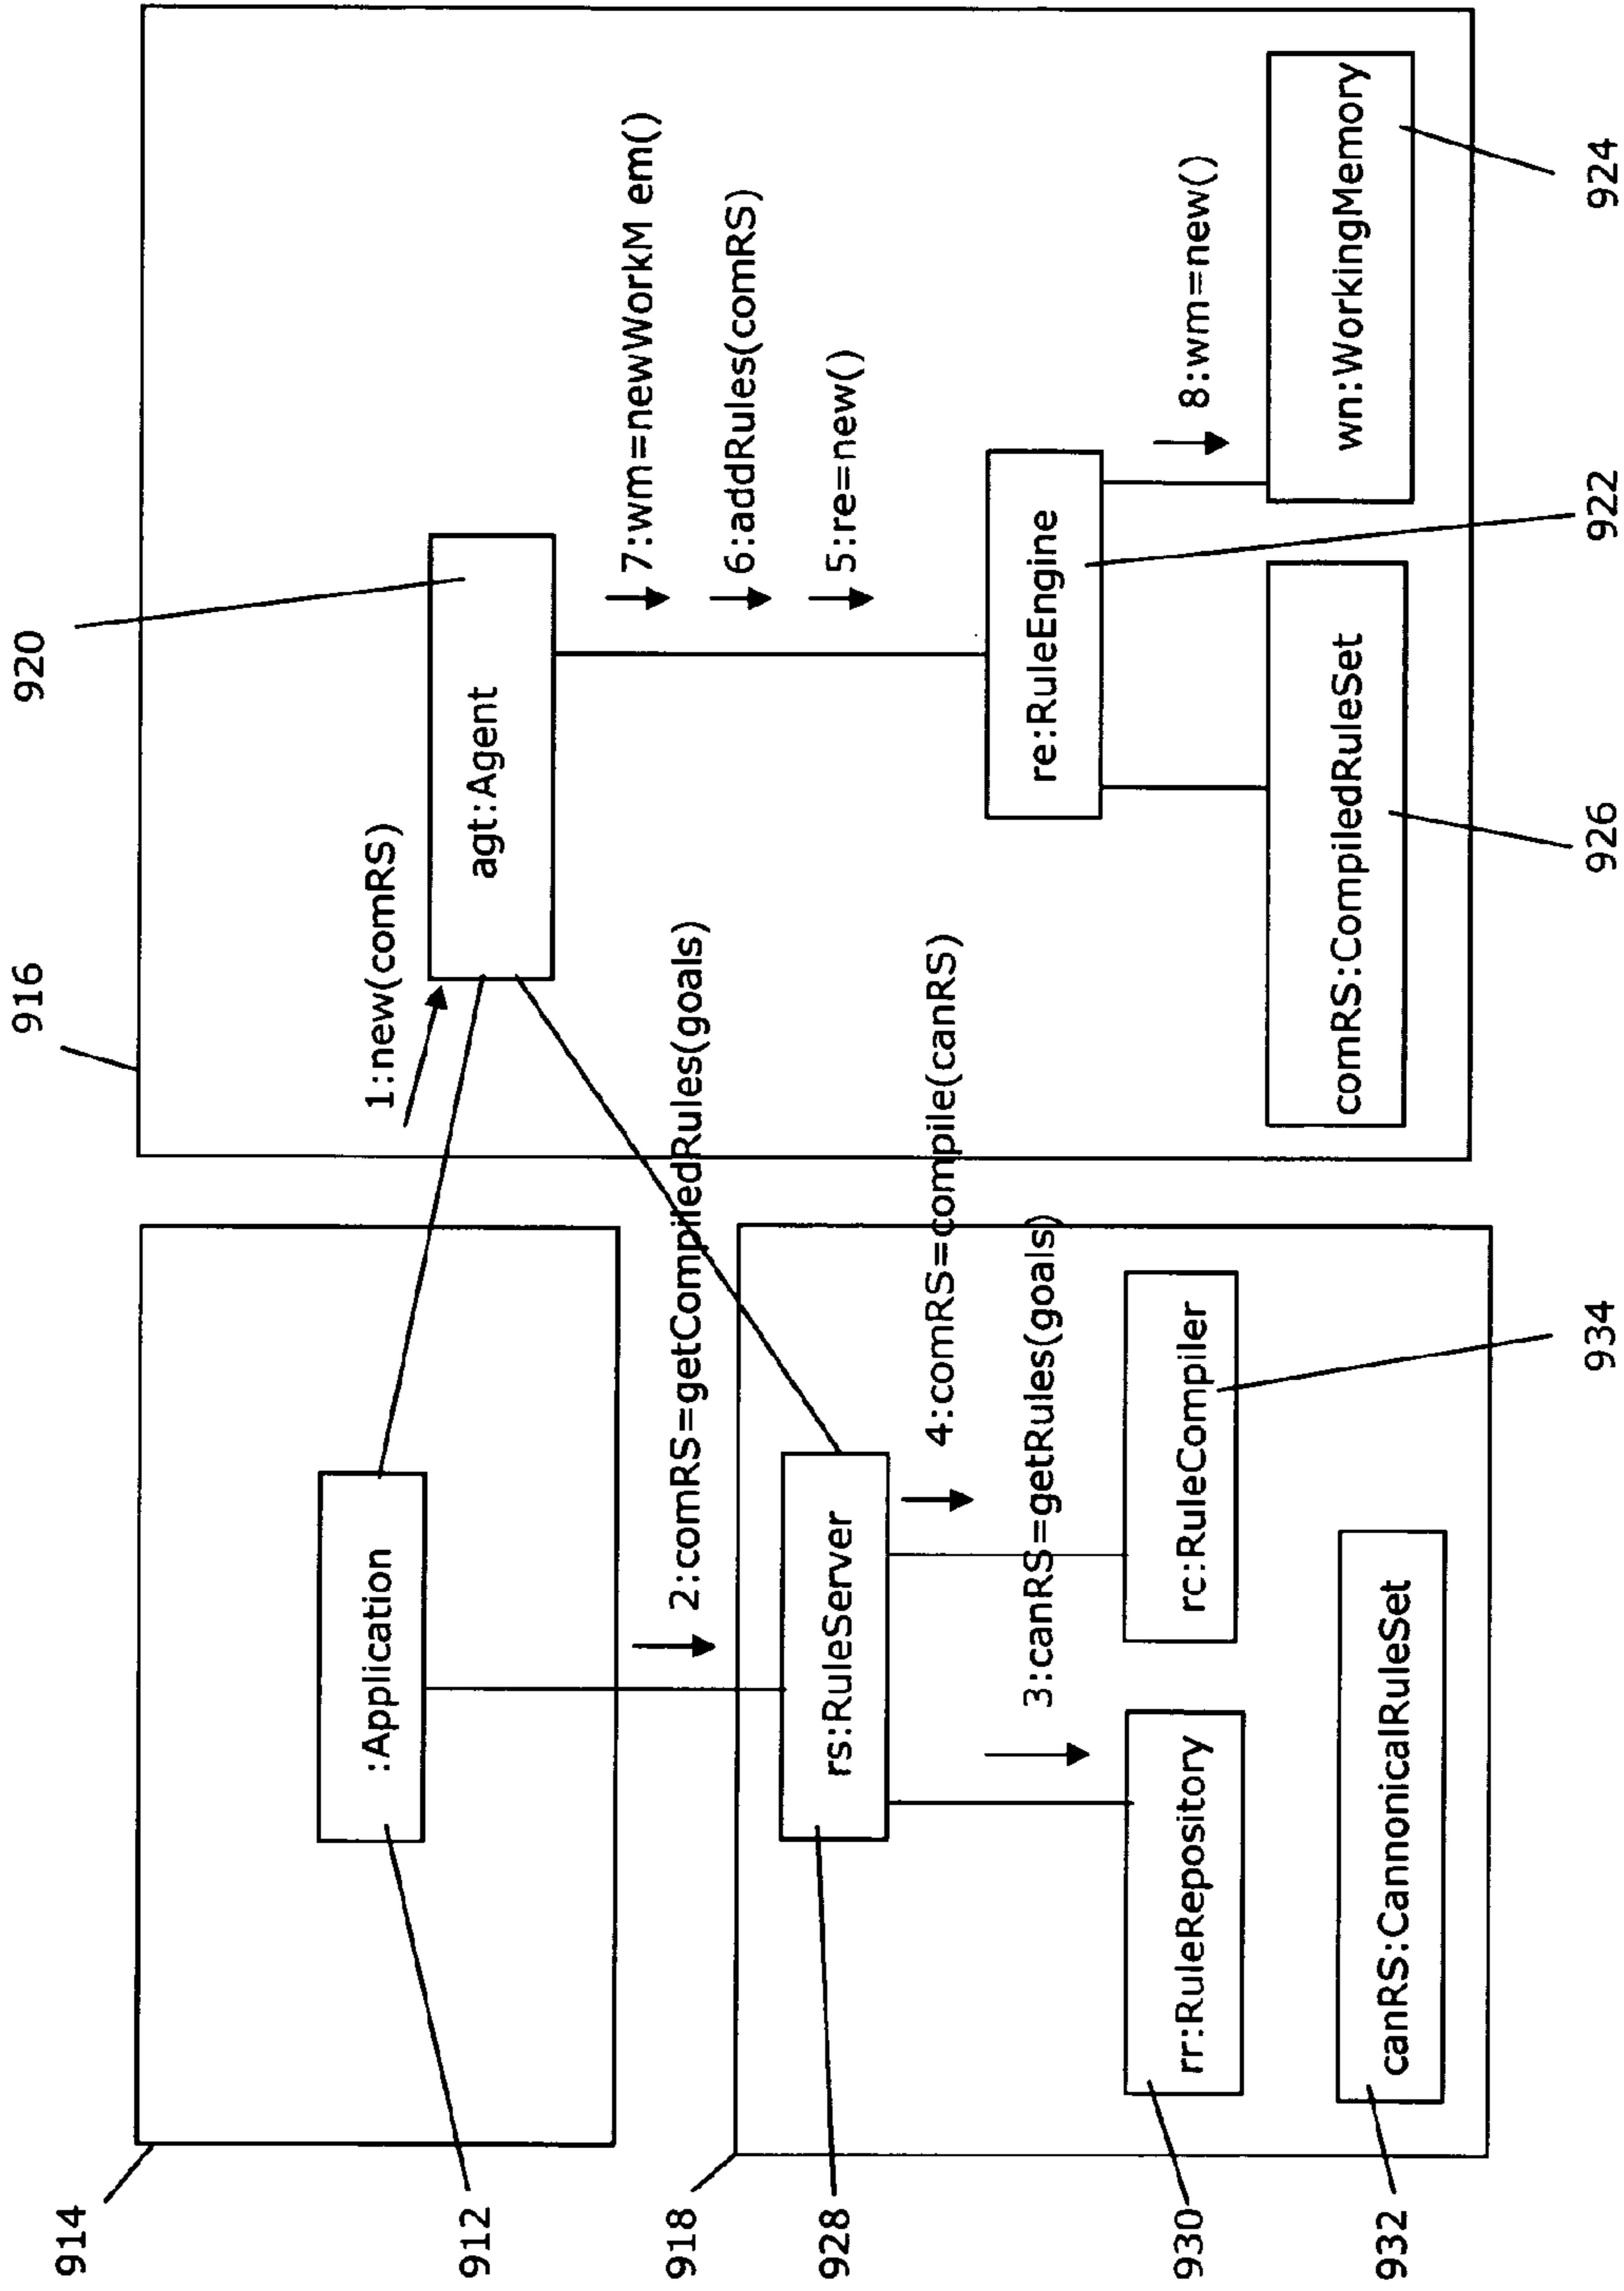 914
912
918
928
930
932
916
920
:Application
1:new(comRS)
agt:Agent
2:comRS=getCompiledRules(goals)
7:wm=newWorkM em()
6:addRules(comRS)
5:re=new()
rs:RuleServer
4:comRS=compile(canRS)
3:canRS=getRules(goals)
re:RuleEngine
8:wm=new()
rr:RuleRepository
rc:RuleCompiler
canRS:CannonicalRuleSet
comRS:CompiledRuleSet
wn:WorkingMemory
934
926
922
924